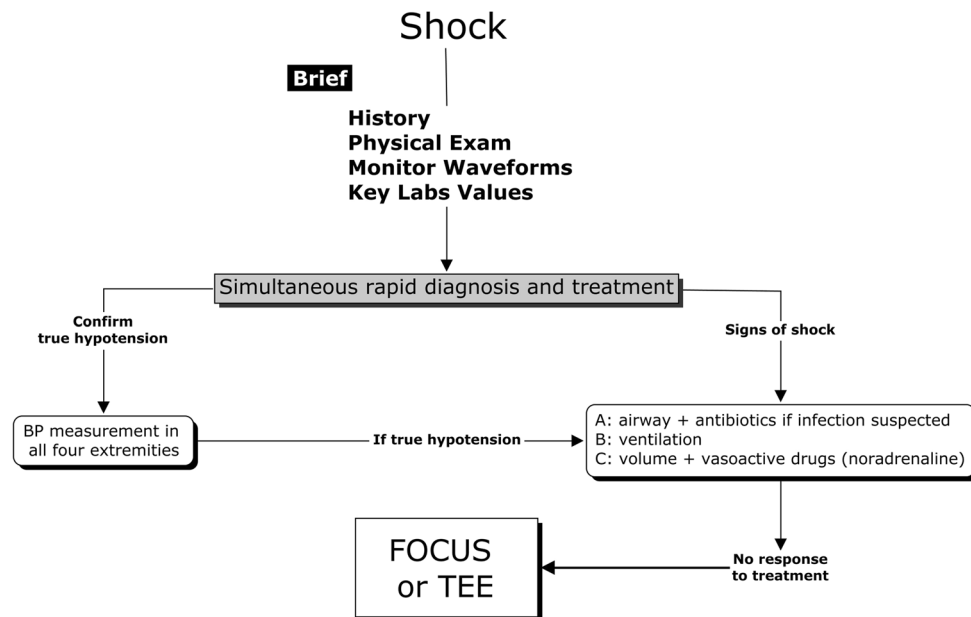 Shock
Brief
History
Physical Exam
Monitor Waveforms
Key Labs Values
Simultaneous rapid diagnosis and treatment
Confirm
true hypotension
Signs of shock
BP measurement in
all four extremities
If true hypotension
A: airway + antibiotics if infection suspected
B: ventilation
C: volume + vasoactive drugs (noradrenaline)
No response
to treatment
FOCUS
or TEE